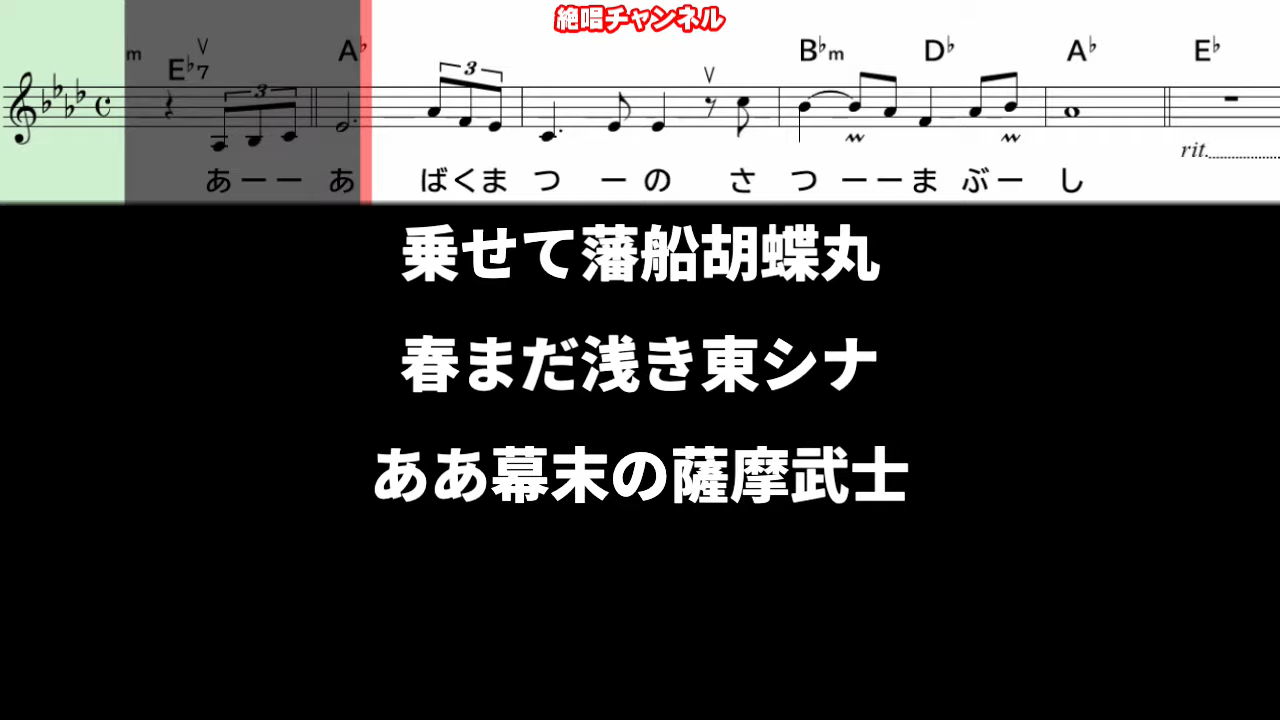 絶唱チャンネル
m E♭7 A♭ B♭m D♭ A♭ E♭
3 3
rit.
あーーあ ばくまつーの さつーーまぶーし
乗せて藩船胡蝶丸
春まだ浅き東シナ
ああ幕末の薩摩武士